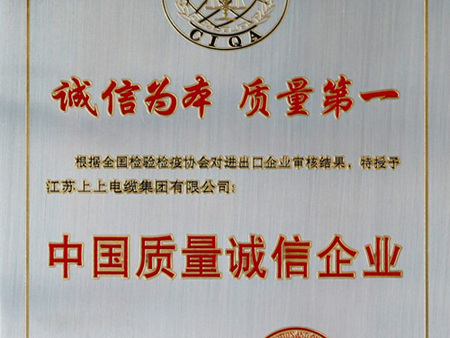 CIQA
诚信为本 质量第一
根据全国检验检疫协会对进出口企业审核结果，特授予
江苏上上电缆集团有限公司:
中国质量诚信企业